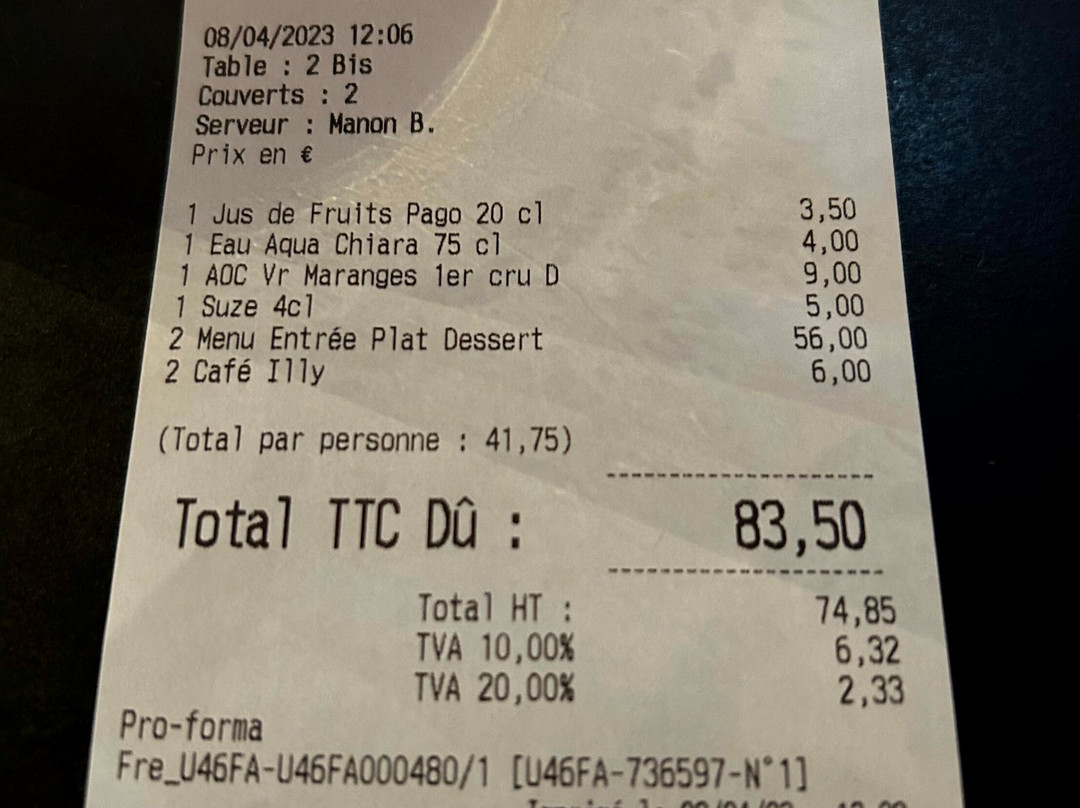 08/04/2023 12:06
Table : 2 Bis
Couverts : 2
Serveur : Manon B.
Prix en €
1 Jus de Fruits Pago 20 cl 3,50
1 Eau Aqua Chiara 75 cl 4,00
1 AOC Vr Maranges 1er cru D 9,00
1 Suze 4cl 5,00
2 Menu Entrée Plat Dessert 56,00
2 Café Illy 6,00
(Total par personne : 41,75)
Total TTC Dû : 83,50
Total HT : 74,85
TVA 10,00% 6,32
TVA 20,00% 2,33
Pro-forma
Fre_U46FA-U46FA000480/1 [U46FA-736597-N°1]